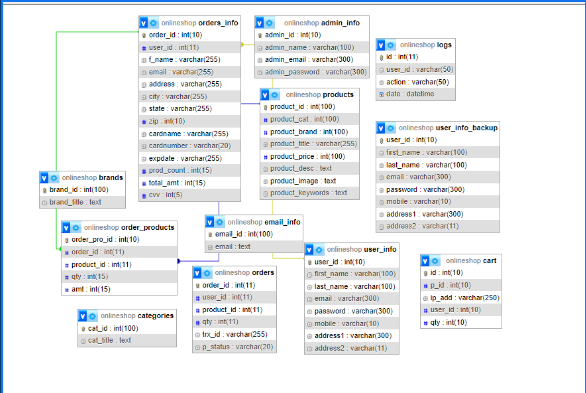 onlineshop orders_info
order_id : int(10)
user_id : int(11)
f_name : varchar(255)
email : varchar(255)
address : varchar(255)
city : varchar(255)
state : varchar(255)
zip : int(10)
cardname : varchar(255)
cardnumber : varchar(20)
expdate : varchar(255)
prod_count : int(15)
total_amt : int(15)
cvv : int(5)
onlineshop admin_info
admin_id : int(10)
admin_name : varchar(100)
admin_email : varchar(300)
admin_password : varchar(300)
onlineshop logs
id : int(11)
user_id : varchar(50)
action : varchar(50)
date : datetime
onlineshop products
product_id : int(100)
product_cat : int(100)
product_brand : int(100)
product_title : varchar(255)
product_price : int(100)
product_desc : text
product_image : text
product_keywords : text
onlineshop user_info_backup
user_id : int(10)
first_name : varchar(100)
last_name : varchar(100)
email : varchar(300)
password : varchar(300)
mobile : varchar(10)
address1 : varchar(300)
address2 : varchar(11)
onlineshop brands
brand_id : int(100)
brand_title : text
onlineshop order_products
order_pro_id : int(10)
order_id : int(11)
product_id : int(11)
qty : int(15)
amt : int(15)
onlineshop email_info
email_id : int(100)
email : text
onlineshop user_info
user_id : int(10)
first_name : varchar(100)
last_name : varchar(100)
email : varchar(300)
password : varchar(300)
mobile : varchar(10)
address1 : varchar(300)
address2 : varchar(11)
onlineshop cart
id : int(10)
p_id : int(10)
ip_add : varchar(250)
user_id : int(10)
qty : int(10)
onlineshop orders
order_id : int(11)
user_id : int(11)
product_id : int(11)
qty : int(11)
trx_id : varchar(255)
p_status : varchar(20)
onlineshop categories
cat_id : int(100)
cat_title : text